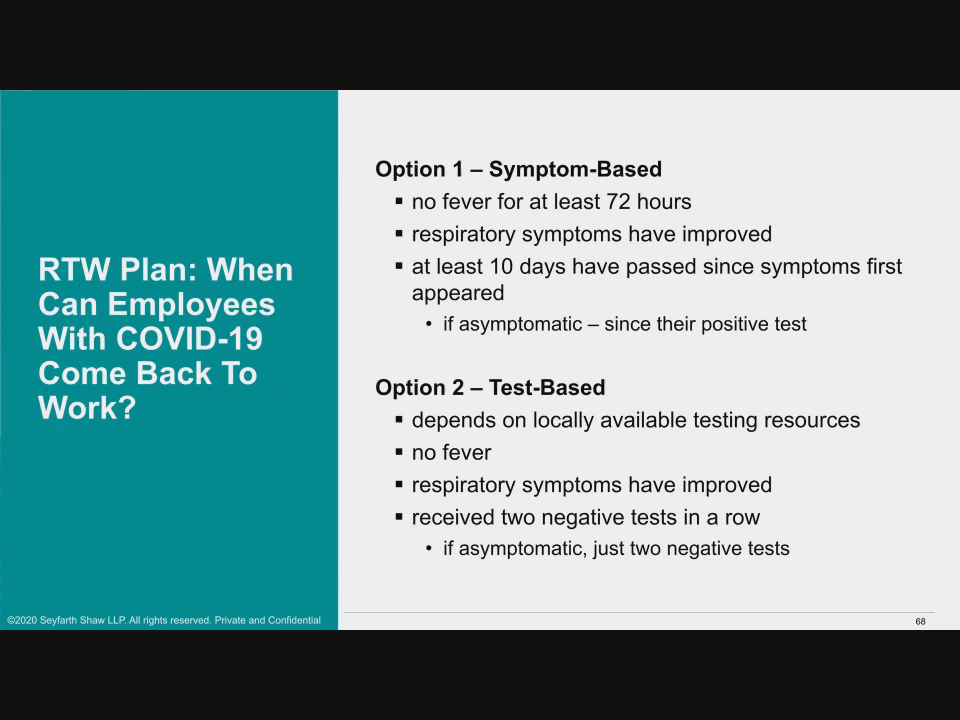 RTW Plan: When
Can Employees
With COVID-19
Come Back To
Work?
Option 1 – Symptom-Based
▪ no fever for at least 72 hours
▪ respiratory symptoms have improved
▪ at least 10 days have passed since symptoms first
appeared
• if asymptomatic – since their positive test
Option 2 – Test-Based
▪ depends on locally available testing resources
▪ no fever
▪ respiratory symptoms have improved
▪ received two negative tests in a row
• if asymptomatic, just two negative tests
©2020 Seyfarth Shaw LLP. All rights reserved. Private and Confidential
68